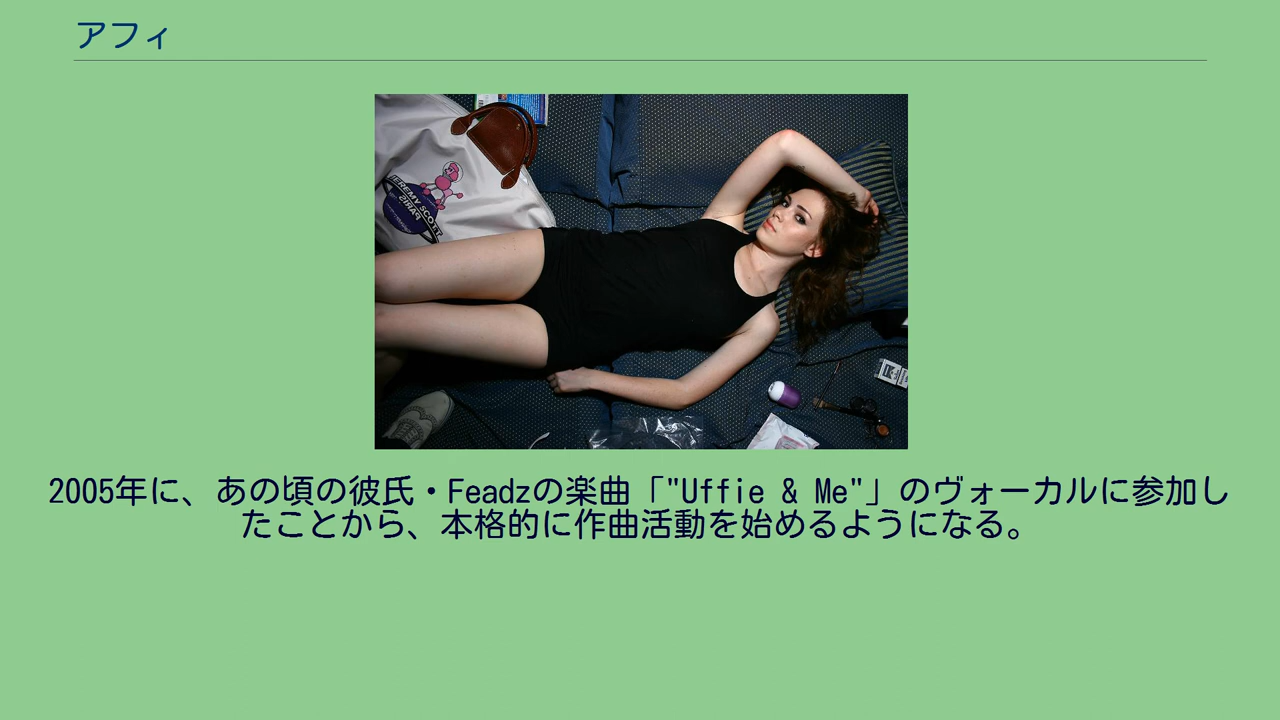 アフィ
JEREMY SCOTT
PARIS
2005年に、あの頃の彼氏・Feadzの楽曲「"Uffie & Me"」のヴォーカルに参加し
たことから、本格的に作曲活動を始めるようになる。